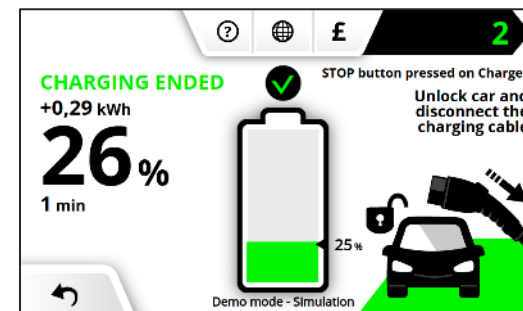 ?
£
2
CHARGING ENDED
+0,29 kWh
26 %
1 min
STOP button pressed on Charge
Unlock car and
disconnect the
charging cable
25 %
Demo mode - Simulation